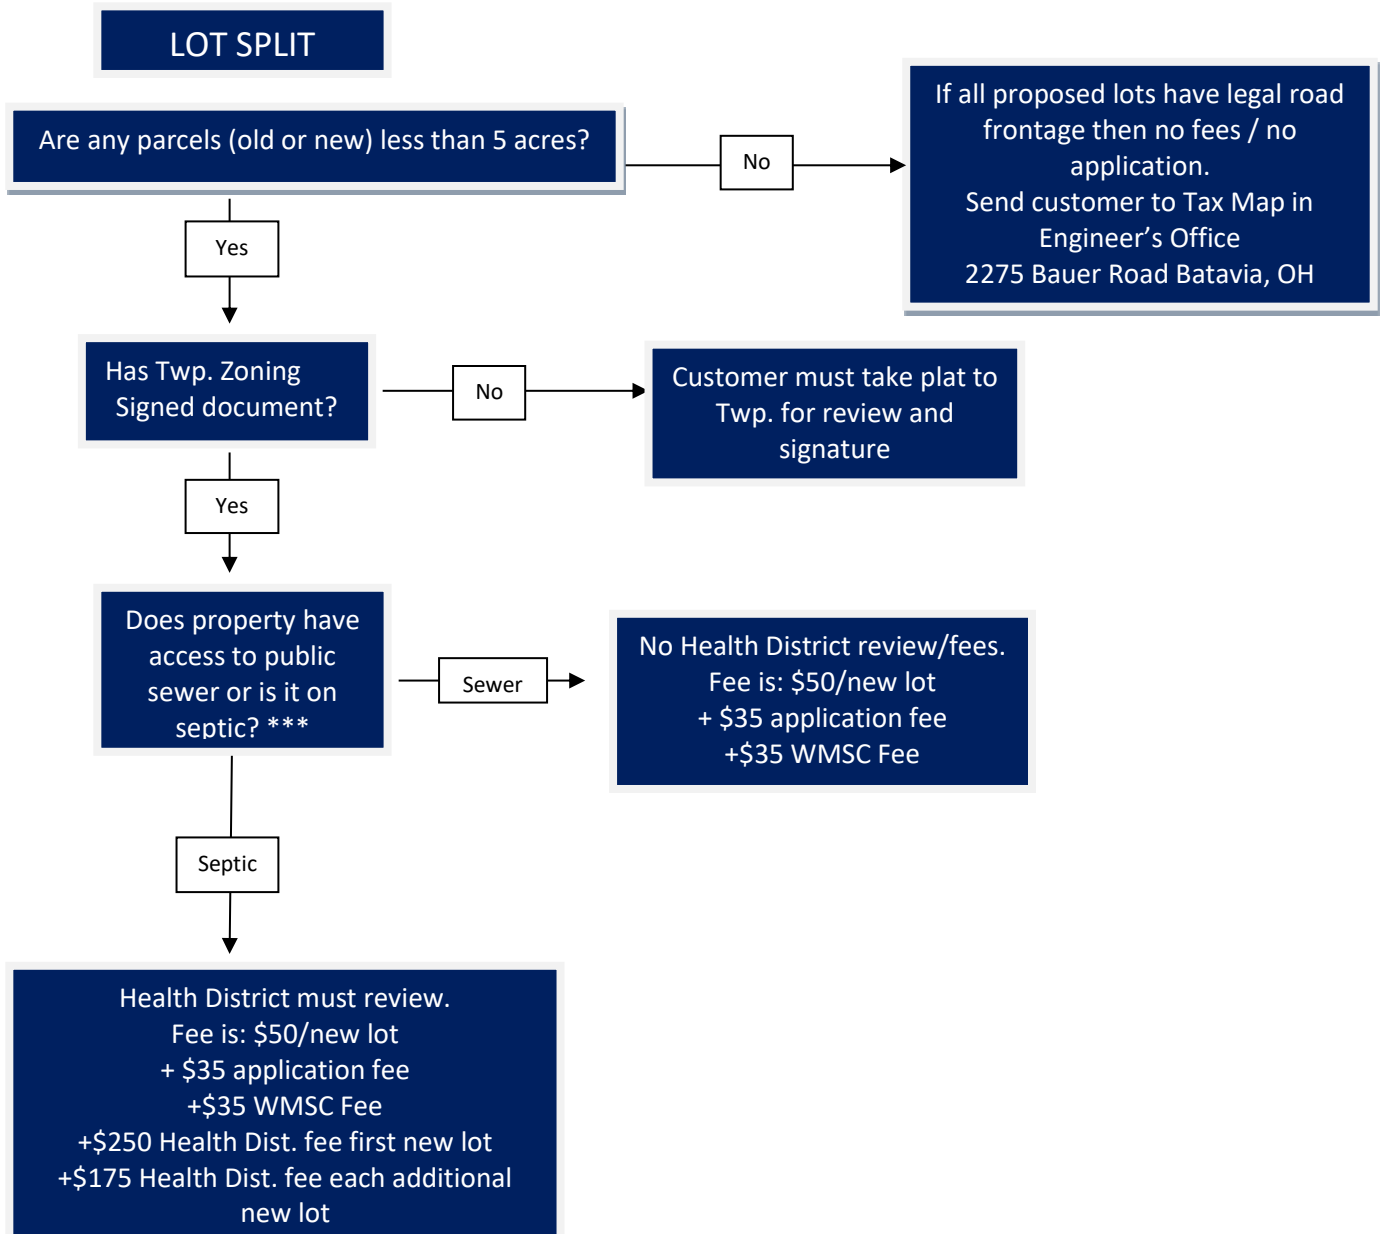 LOT SPLIT
Are any parcels (old or new) less than 5 acres?
No
If all proposed lots have legal road
frontage then no fees / no
application.
Send customer to Tax Map in
Engineer’s Office
2275 Bauer Road Batavia, OH
Yes
Has Twp. Zoning
Signed document?
No
Customer must take plat to
Twp. for review and
signature
Yes
Does property have
access to public
sewer or is it on
septic? ***
Sewer
No Health District review/fees.
Fee is: $50/new lot
+ $35 application fee
+$35 WMSC Fee
Septic
Health District must review.
Fee is: $50/new lot
+ $35 application fee
+$35 WMSC Fee
+$250 Health Dist. fee first new lot
+$175 Health Dist. fee each additional
new lot